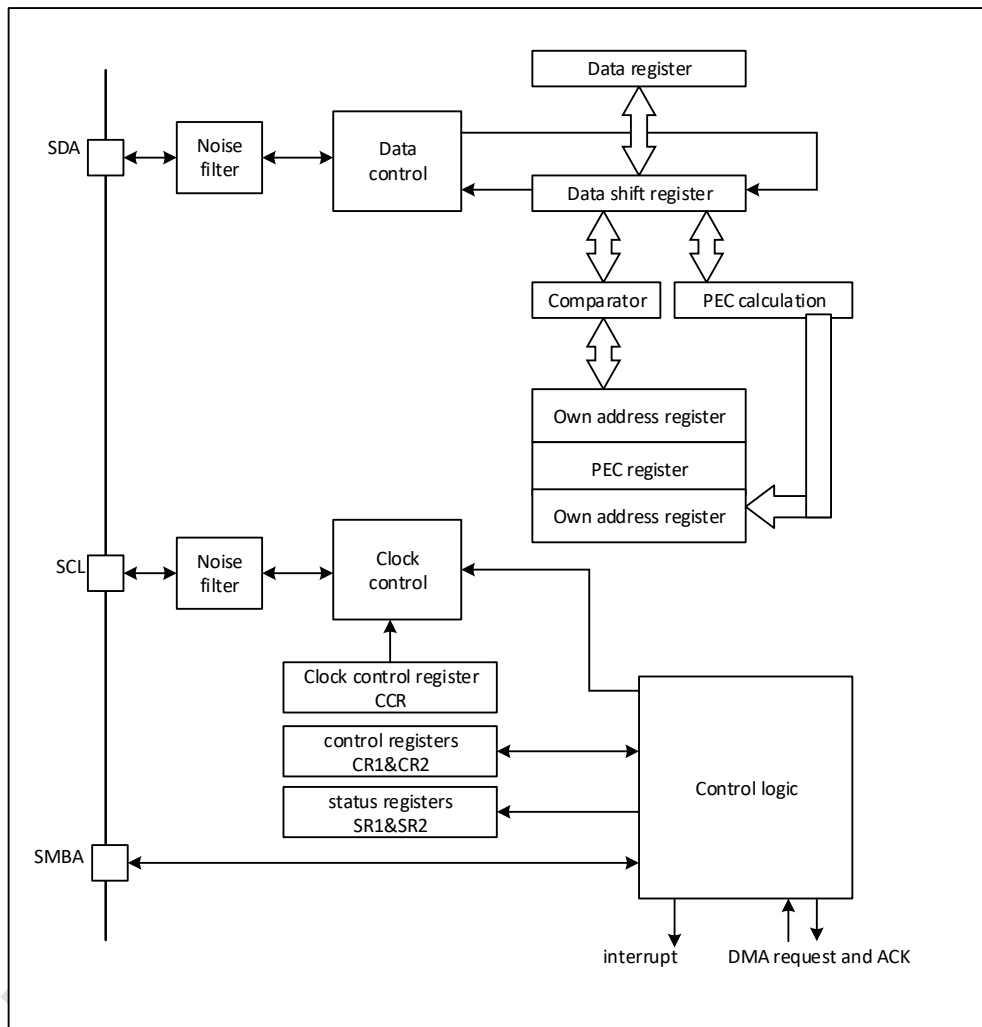 Data register
SDA
Noise
filter
Data
control
Data shift register
Comparator
PEC calculation
Own address register
PEC register
Own address register
SCL
Noise
filter
Clock
control
Clock control register
CCR
control registers
CR1&CR2
status registers
SR1&SR2
Control logic
SMBA
interrupt
DMA request and ACK